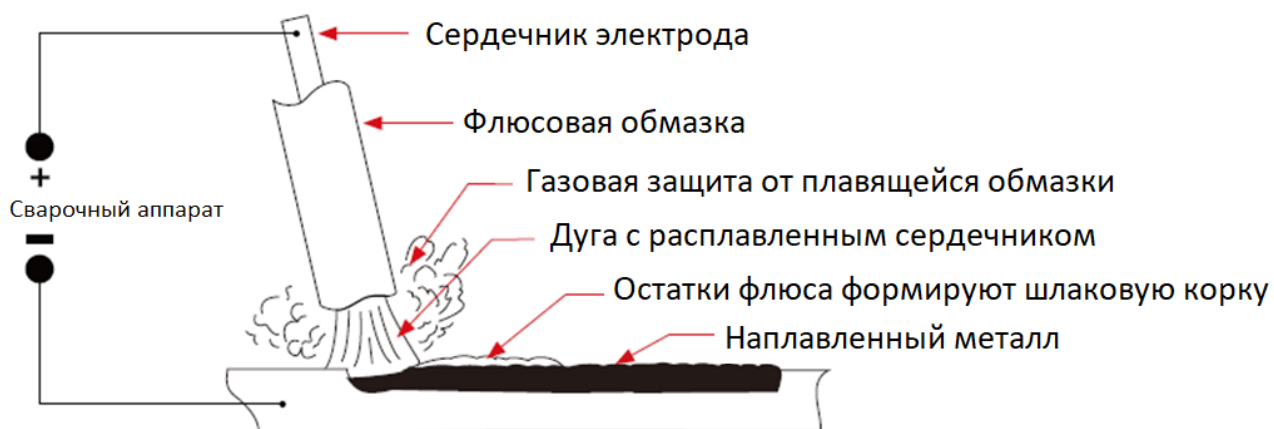 Сердечник электрода
Флюсовая обмазка
Газовая защита от плавящейся обмазки
+
Сварочный аппарат
Дуга с расплавленным сердечником
Остатки флюса формируют шлаковую корку
Наплавленный металл